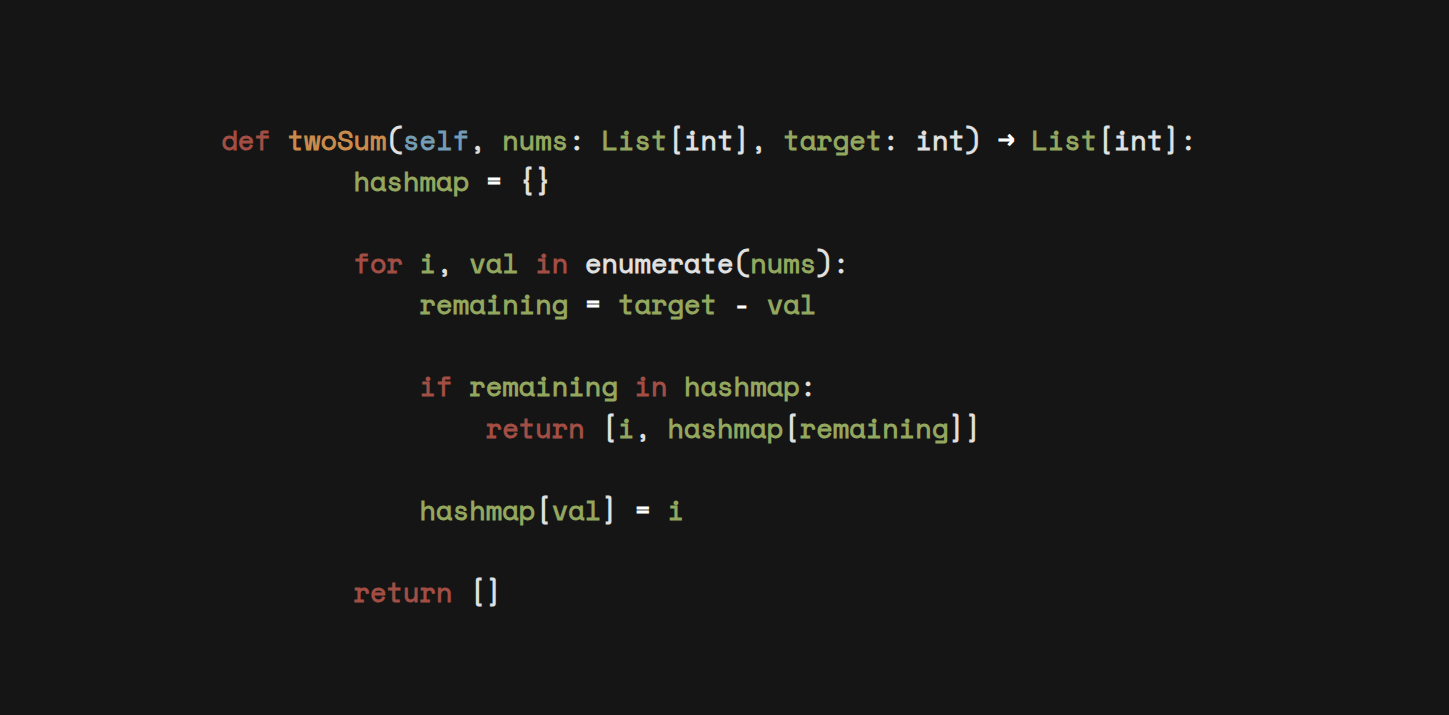 def twoSum(self, nums: List[int], target: int) → List[int]:
hashmap = {}
for i, val in enumerate(nums):
remaining = target - val
if remaining in hashmap:
return [i, hashmap[remaining]]
hashmap[val] = i
return []